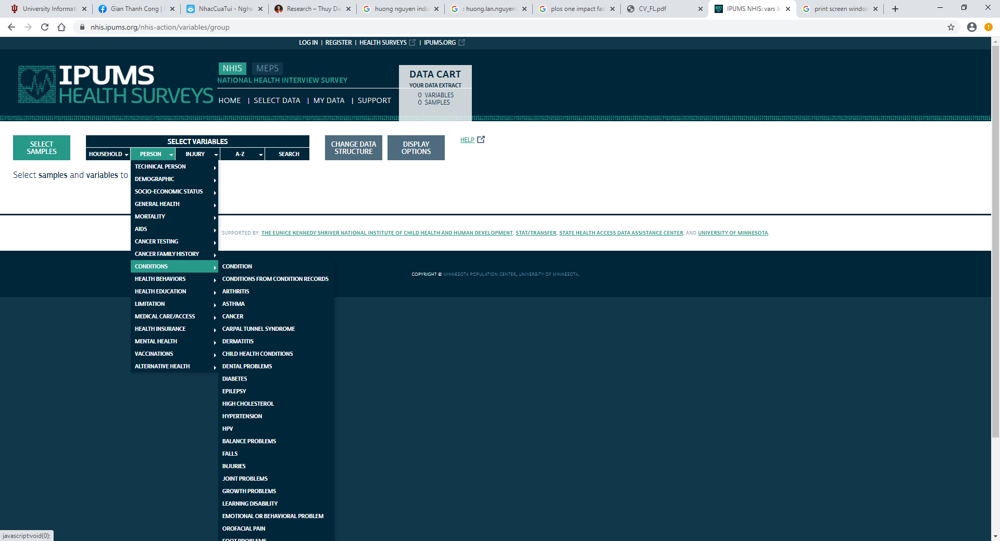 University Informati
Gian Thanh Cong |
NhacCuaTui - Nghe
Research – Thuy Die
huong nguyen india
: huong.lan.nguyen
plos one impact fac
CV_FL.pdf
IPUMS NHIS: vars b
print screen window
nhis.ipums.org/nhis-action/variables/group
LOG IN | REGISTER | HEALTH SURVEYS | IPUMS.ORG
IPUMS
HEALTH SURVEYS
NHIS MEPS
NATIONAL HEALTH INTERVIEW SURVEY
HOME | SELECT DATA | MY DATA | SUPPORT
DATA CART
YOUR DATA EXTRACT
0 VARIABLES
0 SAMPLES
SELECT
SAMPLES
SELECT VARIABLES
HOUSEHOLD PERSON INJURY A-Z SEARCH
CHANGE DATA
STRUCTURE
DISPLAY
OPTIONS
HELP
Select samples and variables to
TECHNICAL PERSON
DEMOGRAPHIC
SOCIO-ECONOMIC STATUS
GENERAL HEALTH
MORTALITY
AIDS
CANCER TESTING
CANCER FAMILY HISTORY
CONDITIONS
HEALTH BEHAVIORS
HEALTH EDUCATION
LIMITATION
MEDICAL CARE/ACCESS
HEALTH INSURANCE
MENTAL HEALTH
VACCINATIONS
ALTERNATIVE HEALTH
SUPPORTED BY: THE EUNICE KENNEDY SHRIVER NATIONAL INSTITUTE OF CHILD HEALTH AND HUMAN DEVELOPMENT, STAT/TRANSFER, STATE HEALTH ACCESS DATA ASSISTANCE CENTER, AND UNIVERSITY OF MINNESOTA.
COPYRIGHT © MINNESOTA POPULATION CENTER, UNIVERSITY OF MINNESOTA.
CONDITION
CONDITIONS FROM CONDITION RECORDS
ARTHRITIS
ASTHMA
CANCER
CARPAL TUNNEL SYNDROME
DERMATITIS
CHILD HEALTH CONDITIONS
DENTAL PROBLEMS
DIABETES
EPILEPSY
HIGH CHOLESTEROL
HYPERTENSION
HPV
BALANCE PROBLEMS
FALLS
INJURIES
JOINT PROBLEMS
GROWTH PROBLEMS
LEARNING DISABILITY
EMOTIONAL OR BEHAVIORAL PROBLEM
OROFACIAL PAIN
FOOT PROBLEMS
javascript:void(0);